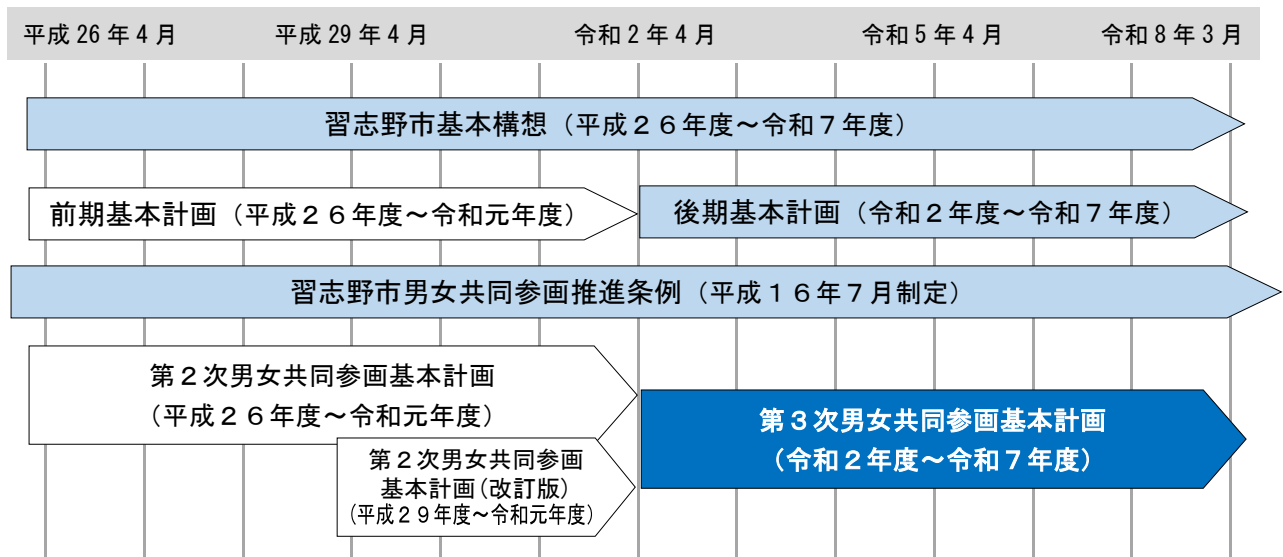 平成26年4月 平成29年4月 令和2年4月 令和5年4月 令和8年3月
習志野市基本構想（平成２６年度～令和７年度）
前期基本計画（平成２６年度～令和元年度） 後期基本計画（令和２年度～令和７年度）
習志野市男女共同参画推進条例（平成１６年７月制定）
第２次男女共同参画基本計画
（平成２６年度～令和元年度）
第２次男女共同参画
基本計画（改訂版）
（平成２９年度～令和元年度）
第３次男女共同参画基本計画
（令和２年度～令和７年度）